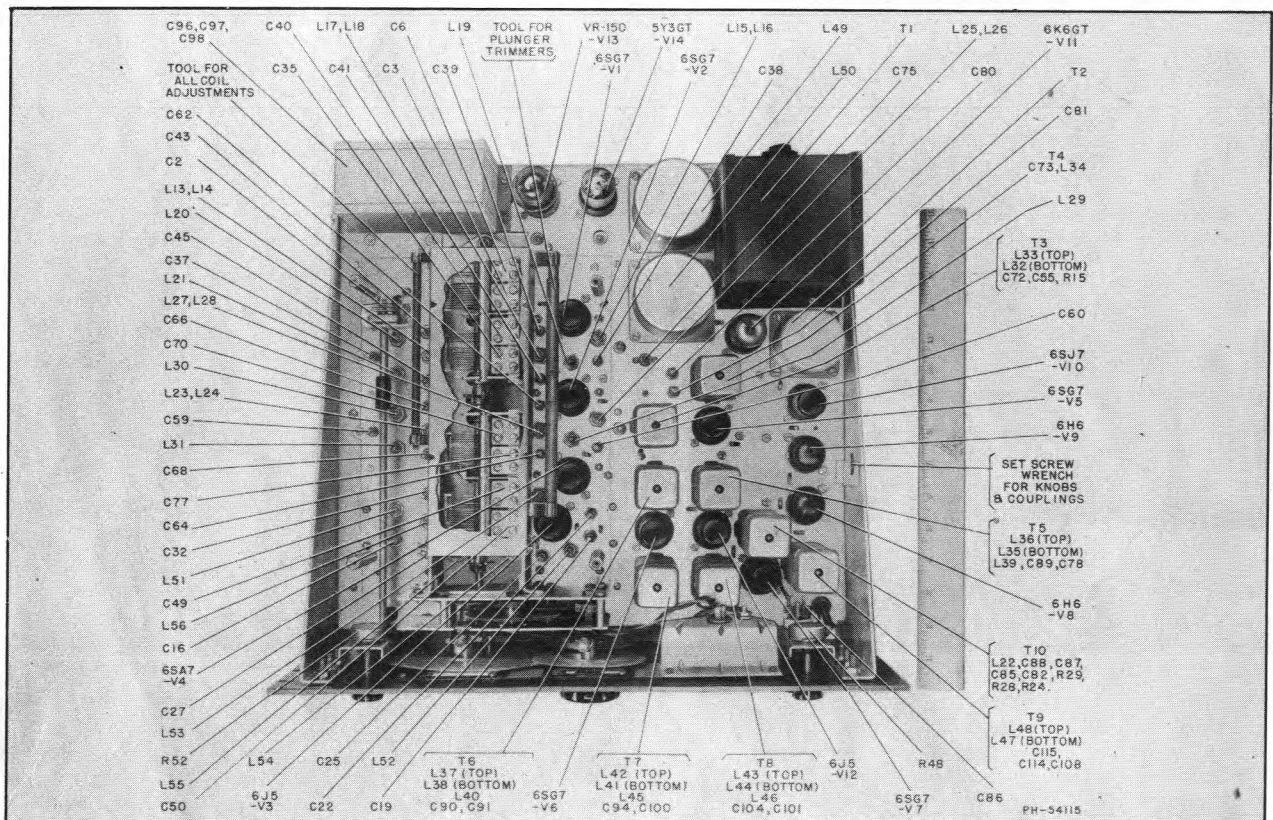 C96,C97,
C98
C40
L17,L18
C6
L19
TOOL FOR
PLUNGER
TRIMMERS
VR-150
-V13
5Y3GT
-V14
L15,L16
L49
T1
L25,L26
6K6GT
-V11
TOOL FOR
ALL COIL
ADJUSTMENTS
C35
C41
C3
C39
6SG7
-V1
6SG7
-V2
C38
L50
C75
C80
T2
C81
C62
C43
C2
L13,L14
L20
C45
C37
L21
L27,L28
C66
C70
L30
L23,L24
C59
L31
C68
C77
C64
C32
L51
C49
L56
C16
6SA7
-V4
C27
L53
R52
L55
C50
T4
C73,L34
L29
T3
L33(TOP)
L32(BOTTOM)
C72,C55,R15
C60
6SJ7
-V10
6SG7
-V5
6H6
-V9
SET SCREW
WRENCH
FOR KNOBS
& COUPLINGS
T5
L36(TOP)
L35(BOTTOM)
L39,C89,C78
6H6
-V8
T10
L22,C88,C87,
C85,C82,R29,
R28,R24.
T9
L48(TOP)
L47(BOTTOM)
C115,
C114,C108
L54
C25
L52
6J5
-V3
C22
C19
T6
L37(TOP)
L38(BOTTOM)
L40
C90,C91
6SG7
-V6
T7
L42 (TOP)
L41(BOTTOM)
L45
C94,C100
T8
L43(TOP)
L44(BOTTOM)
L46
C104,C101
6J5
-V12
R48
6SG7
-V7
C86
PH-54115